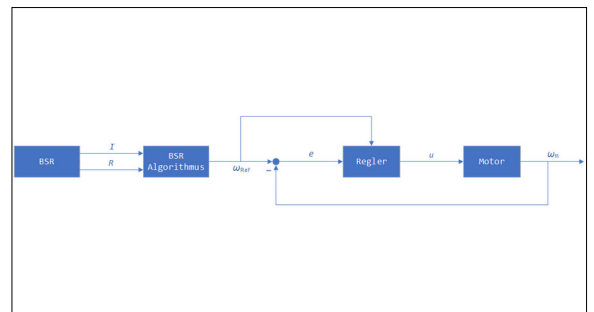 I
BSR
R
BSR
Algorithmus
ωRef
−
e
Regler
u
Motor
ωm